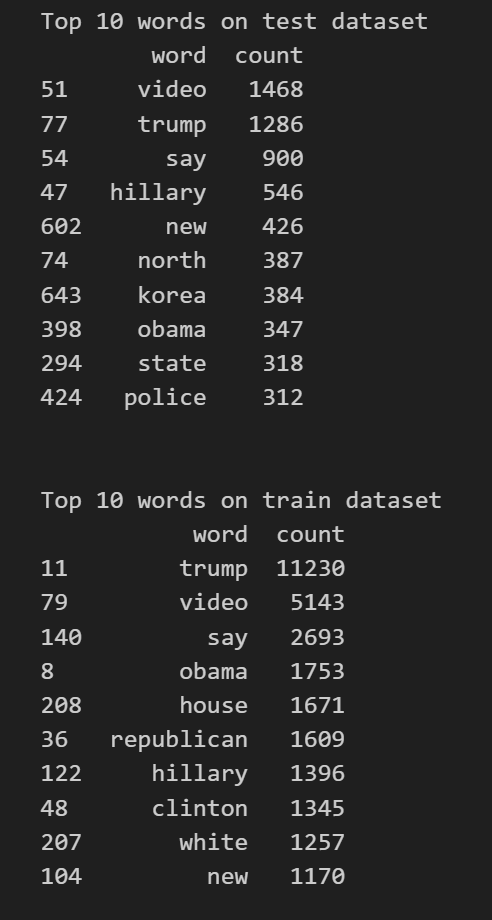 Top 10 words on test dataset
word count
51 video 1468
77 trump 1286
54 say 900
47 hillary 546
602 new 426
74 north 387
643 korea 384
398 obama 347
294 state 318
424 police 312
Top 10 words on train dataset
word count
11 trump 11230
79 video 5143
140 say 2693
8 obama 1753
208 house 1671
36 republican 1609
122 hillary 1396
48 clinton 1345
207 white 1257
104 new 1170